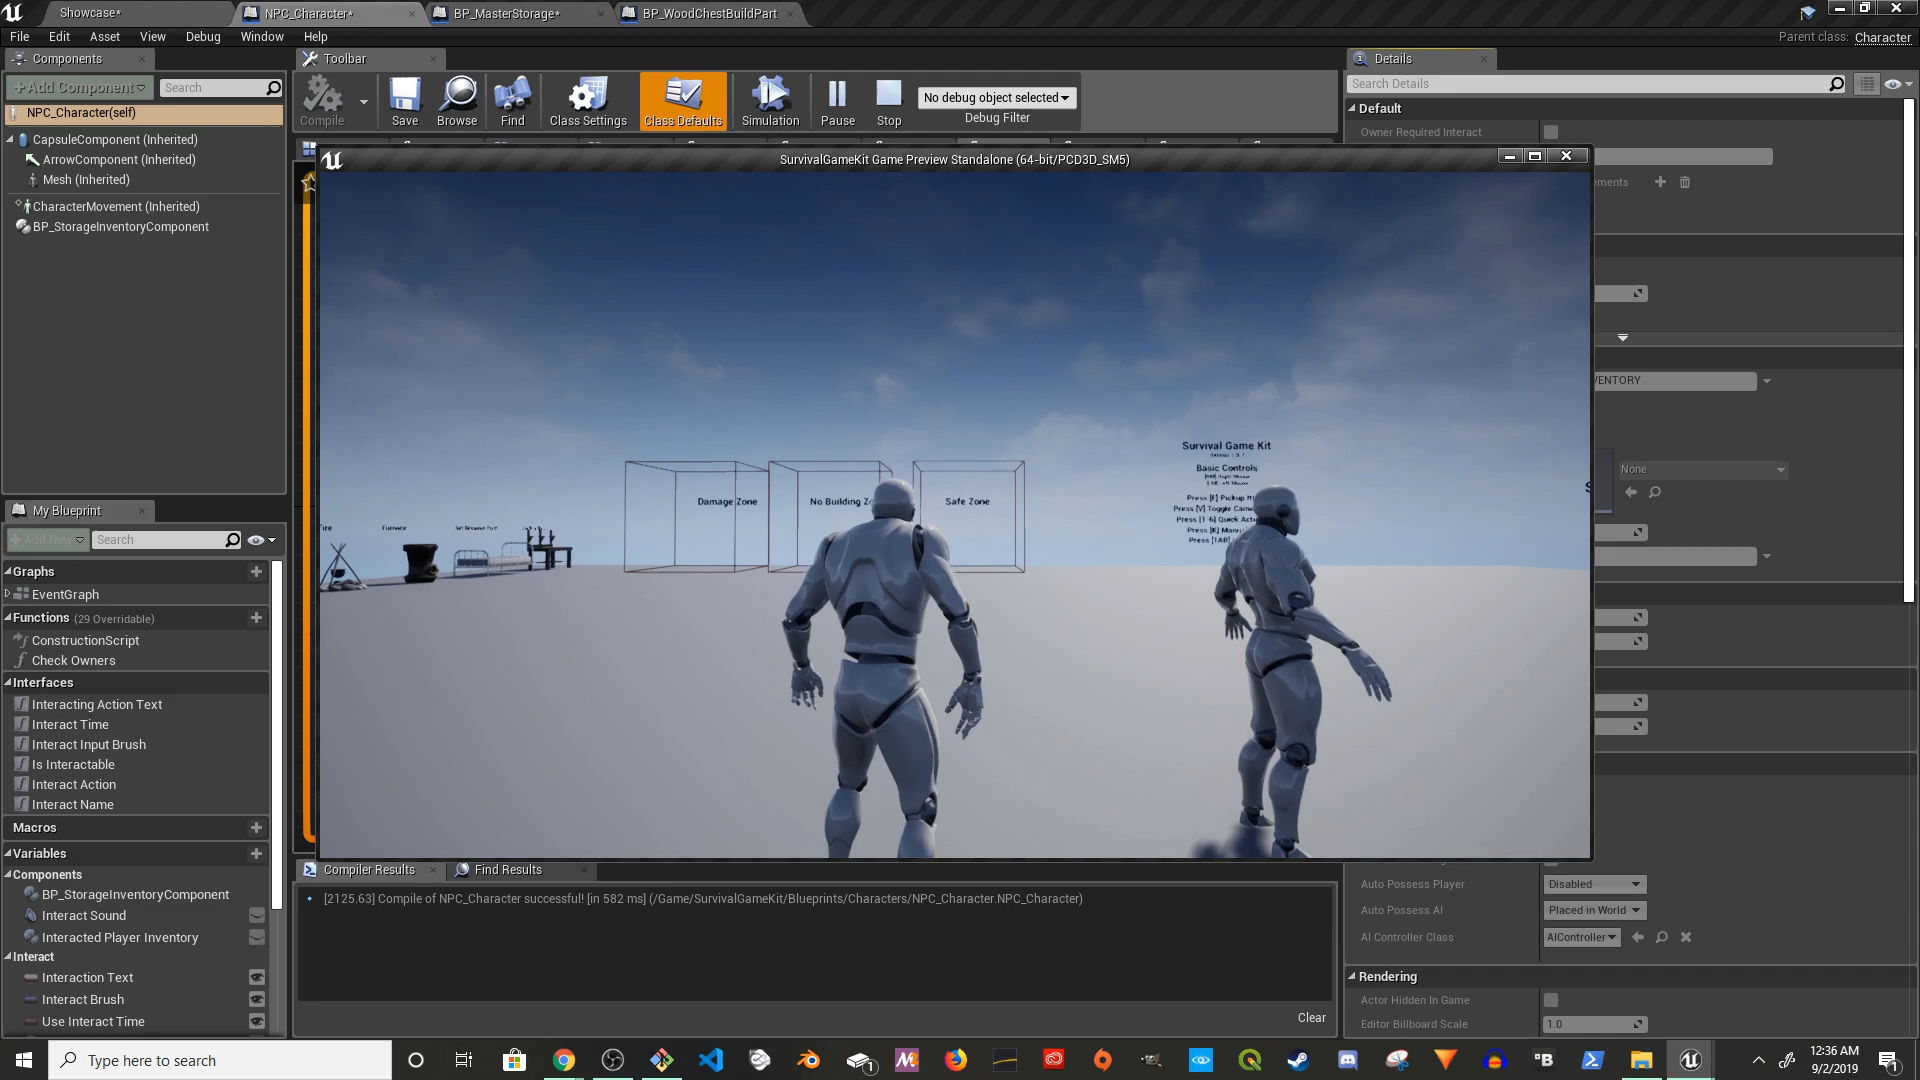 Showcase*
NPC_Character*
BP_MasterStorage*
BP_WoodChestBuildPart
File Edit Asset View Debug Window Help
Parent class: Character
Components
+Add Component
Search
NPC_Character(self)
CapsuleComponent (Inherited)
ArrowComponent (Inherited)
Mesh (Inherited)
CharacterMovement (Inherited)
BP_StorageInventoryComponent
My Blueprint
+Add New
Search
Graphs
EventGraph
Functions (29 Overridable)
ConstructionScript
Check Owners
Interfaces
Interacting Action Text
Interact Time
Interact Input Brush
Is Interactable
Interact Action
Interact Name
Macros
Variables
Components
BP_StorageInventoryComponent
Interact Sound
Interacted Player Inventory
Interact
Interaction Text
Interact Brush
Use Interact Time
Toolbar
Compile
Save
Browse
Find
Class Settings
Class Defaults
Simulation
Pause
Stop
No debug object selected
Debug Filter
SurvivalGameKit Game Preview Standalone (64-bit/PCD3D_SM5)
Damage Zone
No Building Z
Safe Zone
Furnace
Survival Game Kit
Basic Controls
Press [F] Pickup It
Press [V] Toggle Came
Press [1-6] Quick Acti
Press [K] Man
Press [TAB]
Compiler Results
Find Results
[2125.63] Compile of NPC_Character successful! [in 582 ms] (/Game/SurvivalGameKit/Blueprints/Characters/NPC_Character.NPC_Character)
Clear
Details
Search Details
Default
Owner Required Interact
ements
VENTORY
None
Auto Possess Player
Disabled
Auto Possess AI
Placed in World
AI Controller Class
AIController
Rendering
Actor Hidden In Game
Editor Billboard Scale
1.0
Type here to search
12:36 AM
9/2/2019